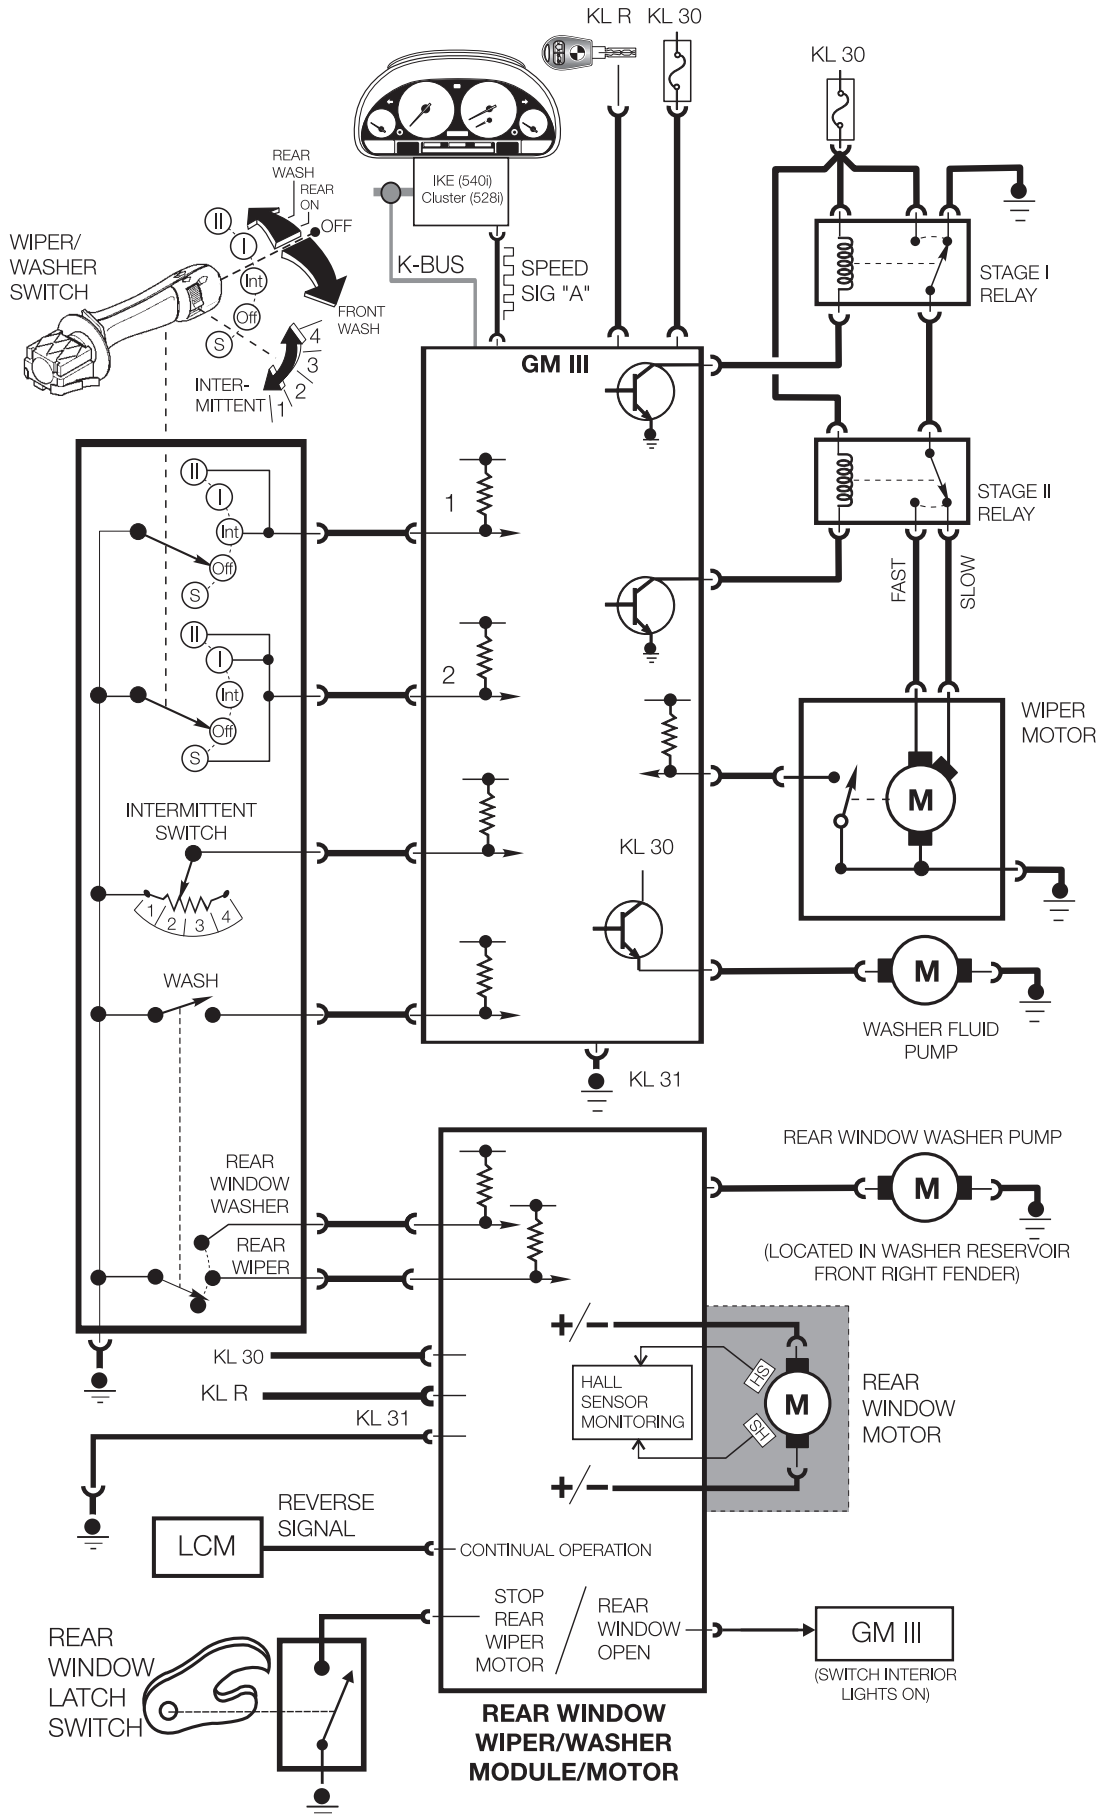 KL R
KL 30
KL 30
REAR
WASH
REAR
ON
OFF
IKE (540i)
Cluster (528i)
II
I
Int
Off
S
WIPER/
WASHER
SWITCH
K-BUS
SPEED
SIG "A"
FRONT
WASH
STAGE I
RELAY
INTER-
MITTENT
1
2
3
4
GM III
II
I
Int
Off
S
1
STAGE II
RELAY
FAST
SLOW
II
I
Int
Off
S
2
WIPER
MOTOR
M
INTERMITTENT
SWITCH
1
2
3
4
KL 30
WASH
M
WASHER FLUID
PUMP
KL 31
REAR WINDOW WASHER PUMP
M
(LOCATED IN WASHER RESERVOIR
FRONT RIGHT FENDER)
REAR
WINDOW
WASHER
REAR
WIPER
+/−
KL 30
KL R
KL 31
HALL
SENSOR
MONITORING
HS
HS
M
REAR
WINDOW
MOTOR
+/−
REVERSE
SIGNAL
LCM
CONTINUAL OPERATION
STOP
REAR
WIPER
MOTOR
/
REAR
WINDOW
OPEN
GM III
(SWITCH INTERIOR
LIGHTS ON)
REAR
WINDOW
LATCH
SWITCH
REAR WINDOW
WIPER/WASHER
MODULE/MOTOR